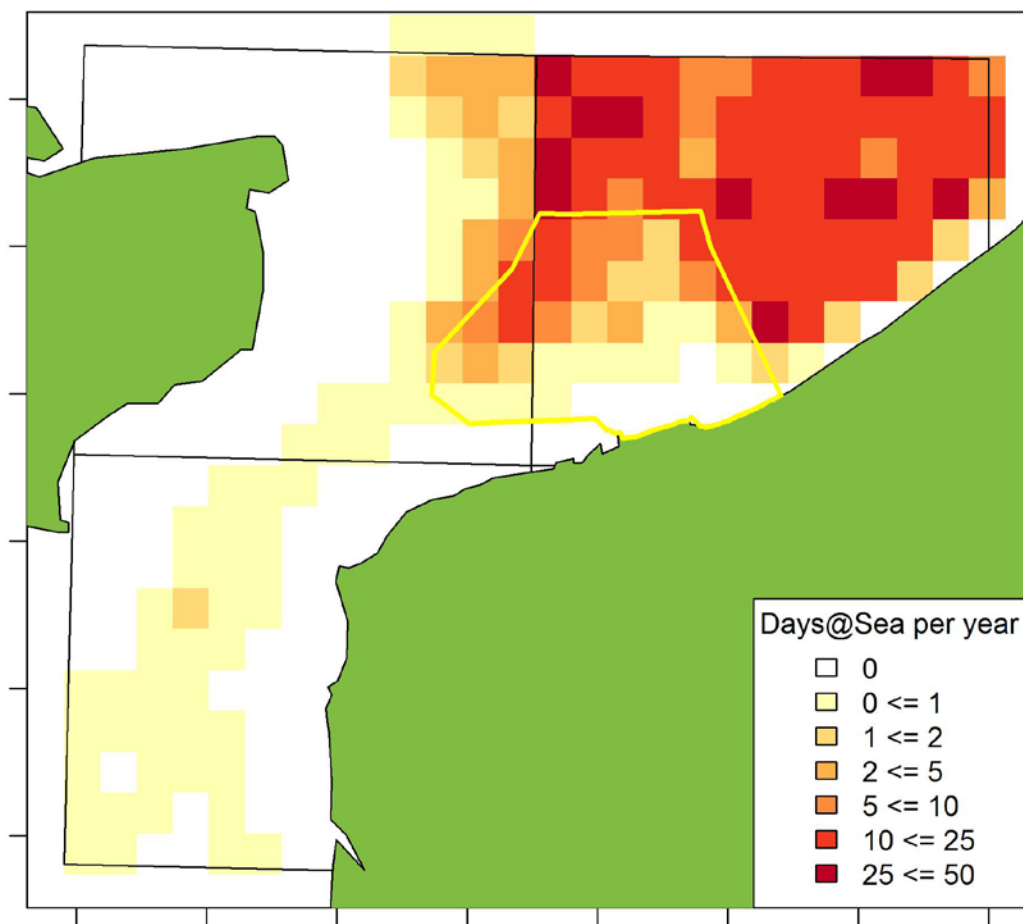 Days@Sea per year
0
0 <= 1
1 <= 2
2 <= 5
5 <= 10
10 <= 25
25 <= 50